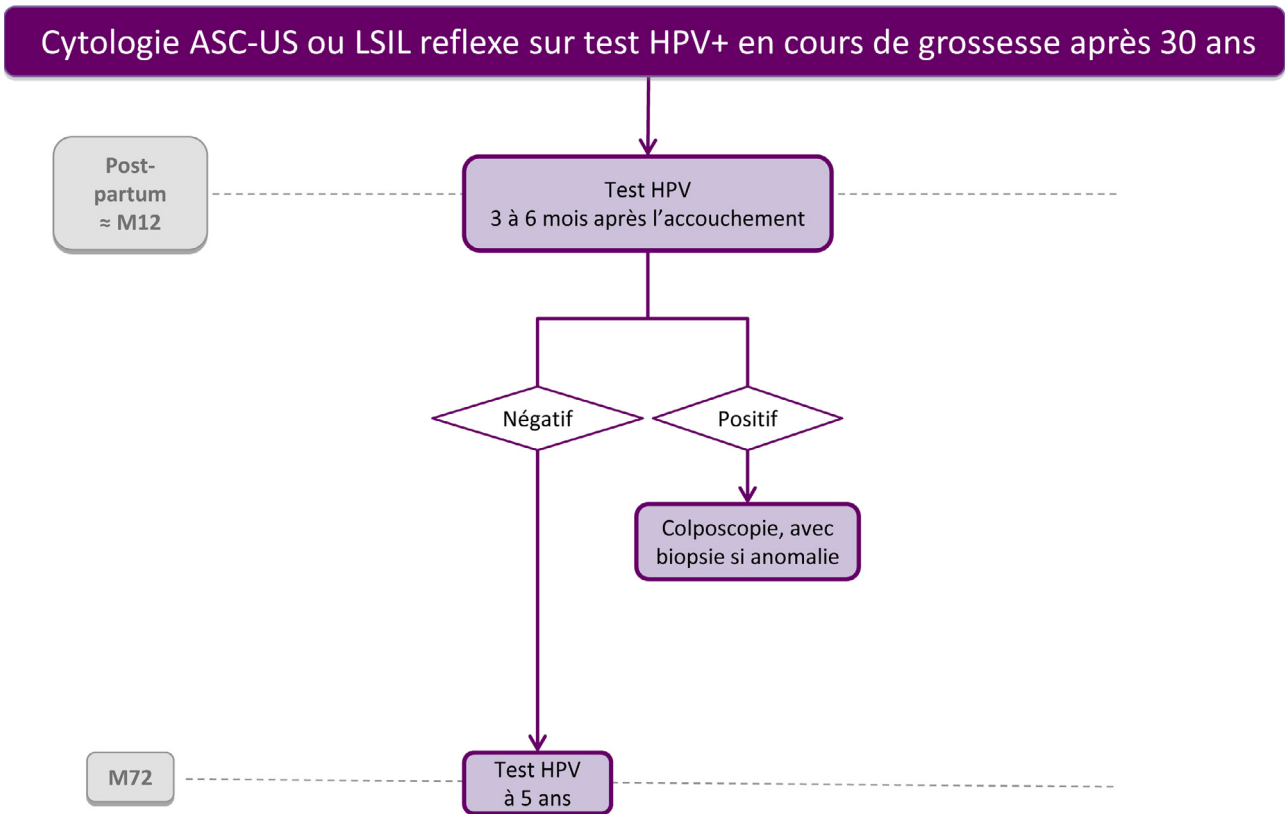 Cytologie ASC-US ou LSIL reflexe sur test HPV+ en cours de grossesse après 30 ans
Post-
partum
≈ M12
Test HPV
3 à 6 mois après l’accouchement
Négatif
Positif
Colposcopie, avec
biopsie si anomalie
M72
Test HPV
à 5 ans